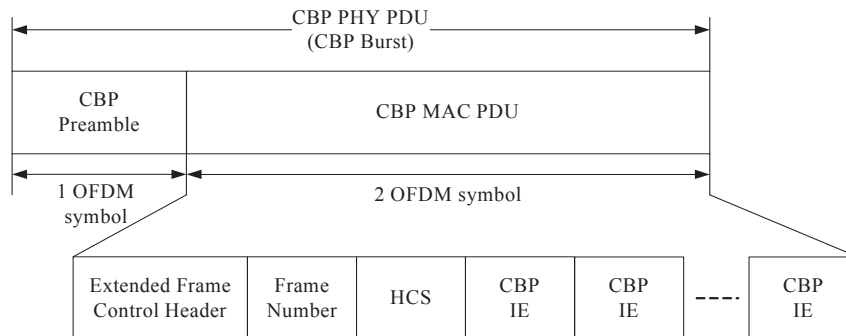 CBP PHY PDU
(CBP Burst)
CBP
Preamble
CBP MAC PDU
1 OFDM
symbol
2 OFDM symbol
Extended Frame
Control Header
Frame
Number
HCS
CBP
IE
CBP
IE
CBP
IE